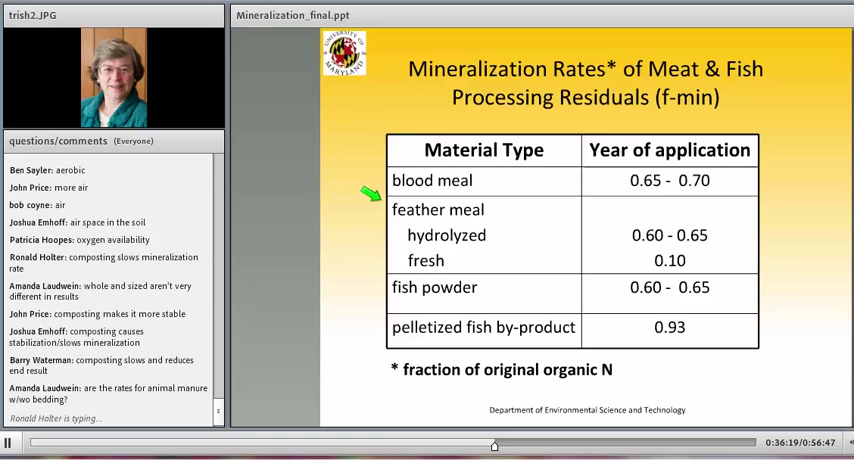 trish2.JPG
questions/comments (Everyone)
Ben Sayler: aerobic
John Price: more air
bob coyne: air
Joshua Emhoff: air space in the soil
Patricia Hoopes: oxygen availability
Ronald Holter: composting slows mineralization
rate
Amanda Laudwein: whole and sized aren't very
different in results
John Price: composting makes it more stable
Joshua Emhoff: composting causes
stabilization/slows mineralization
Barry Waterman: composting slows and reduces
end result
Amanda Laudwein: are the rates for animal manure
w/wo bedding?
Ronald Holter is typing...
Mineralization_final.ppt
UNIVERSITY OF
MARYLAND
Mineralization Rates* of Meat & Fish
Processing Residuals (f-min)
Material Type Year of application
blood meal 0.65 - 0.70
feather meal
hydrolyzed 0.60 - 0.65
fresh 0.10
fish powder 0.60 - 0.65
pelletized fish by-product 0.93
* fraction of original organic N
Department of Environmental Science and Technology
0:36:19/0:56:47